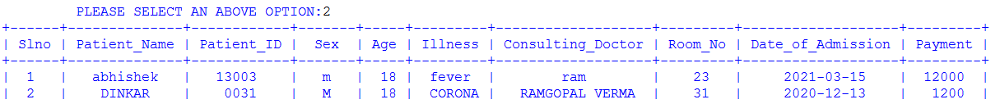 PLEASE SELECT AN ABOVE OPTION:2
+------+--------------+------------+-------+-----+---------+-------------------+---------+-------------------+---------+
| Slno | Patient_Name | Patient_ID | Sex | Age | Illness | Consulting_Doctor | Room_No | Date_of_Admission | Payment |
+------+--------------+------------+-------+-----+---------+-------------------+---------+-------------------+---------+
| 1 | abhishek | 13003 | m | 18 | fever | ram | 23 | 2021-03-15 | 12000 |
| 2 | DINKAR | 0031 | M | 18 | CORONA | RAMGOPAL VERMA | 31 | 2020-12-13 | 1200 |